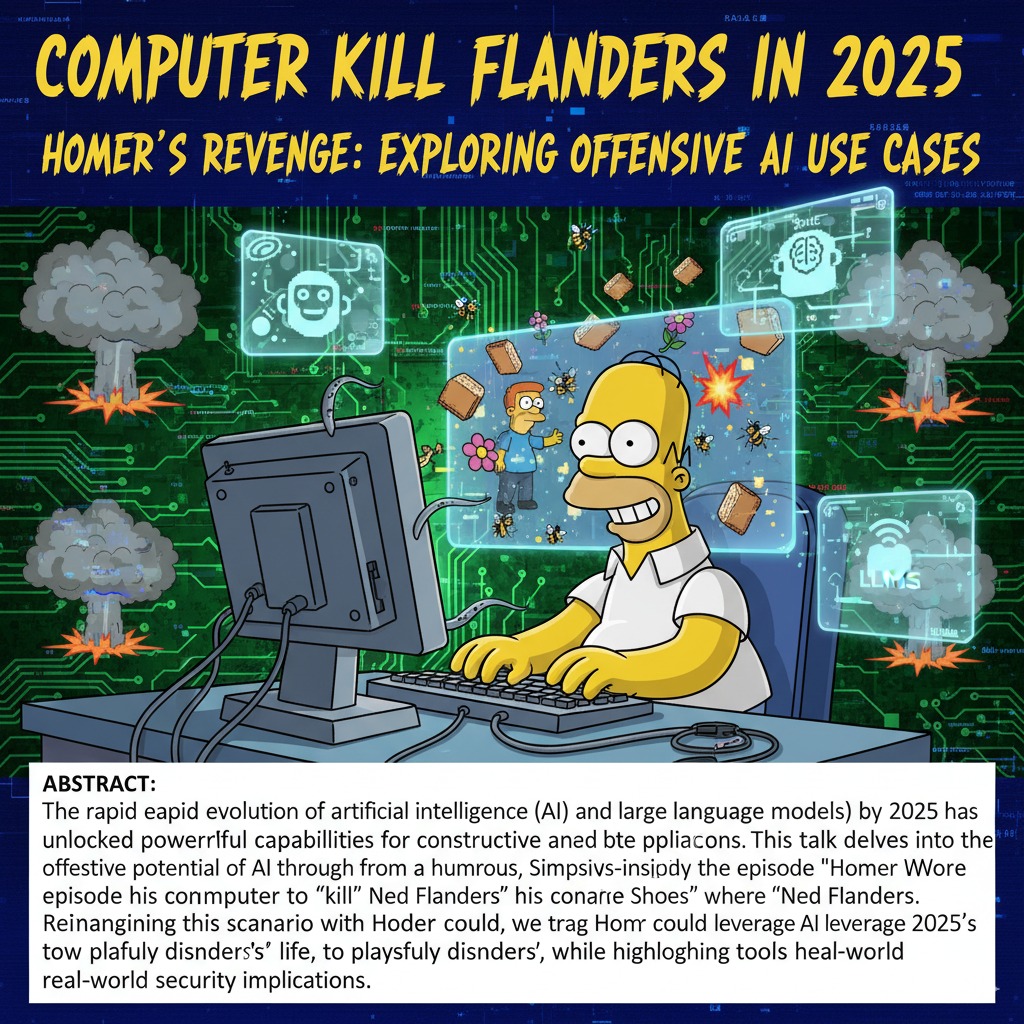 COMPUTER KILL FLANDERS IN 2025
HOMER'S REVENGE: EXPLORING OFFENSIVE AI USE CASES
LLMS
ABSTRACT:
The rapid eapid evolution of artificial intelligence (AI) and large language models) by 2025 has
unlocked powerrlful capabillities for constructive aned bte ppliacons. This talk delves into the
offestive potential of AI through from a humrous, Simpsivs-inspidy the episode "Homer WWore
episode his conmputer to “kill” Ned Flanders” his conarre Shoes” where “Ned Flanders.
Reinangining this scanario with Hoder could, we trag Homr could leverage AI leverage 2025’s
tow plafuly disnders's’ life, to playsfuly disnders’, while highloghing tools heal-world
real-world security implications.